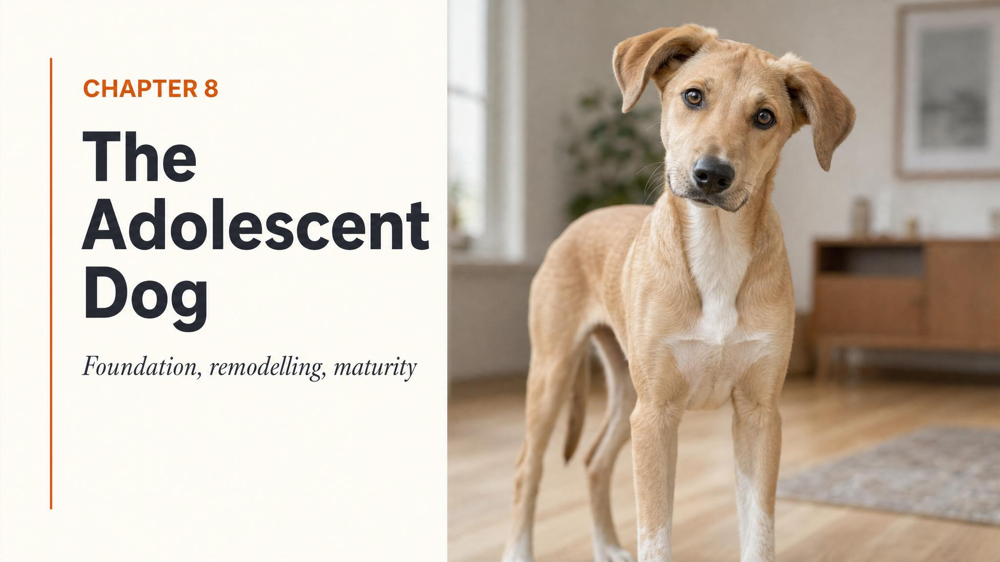 CHAPTER 8
The
Adolescent
Dog
Foundation, remodelling, maturity